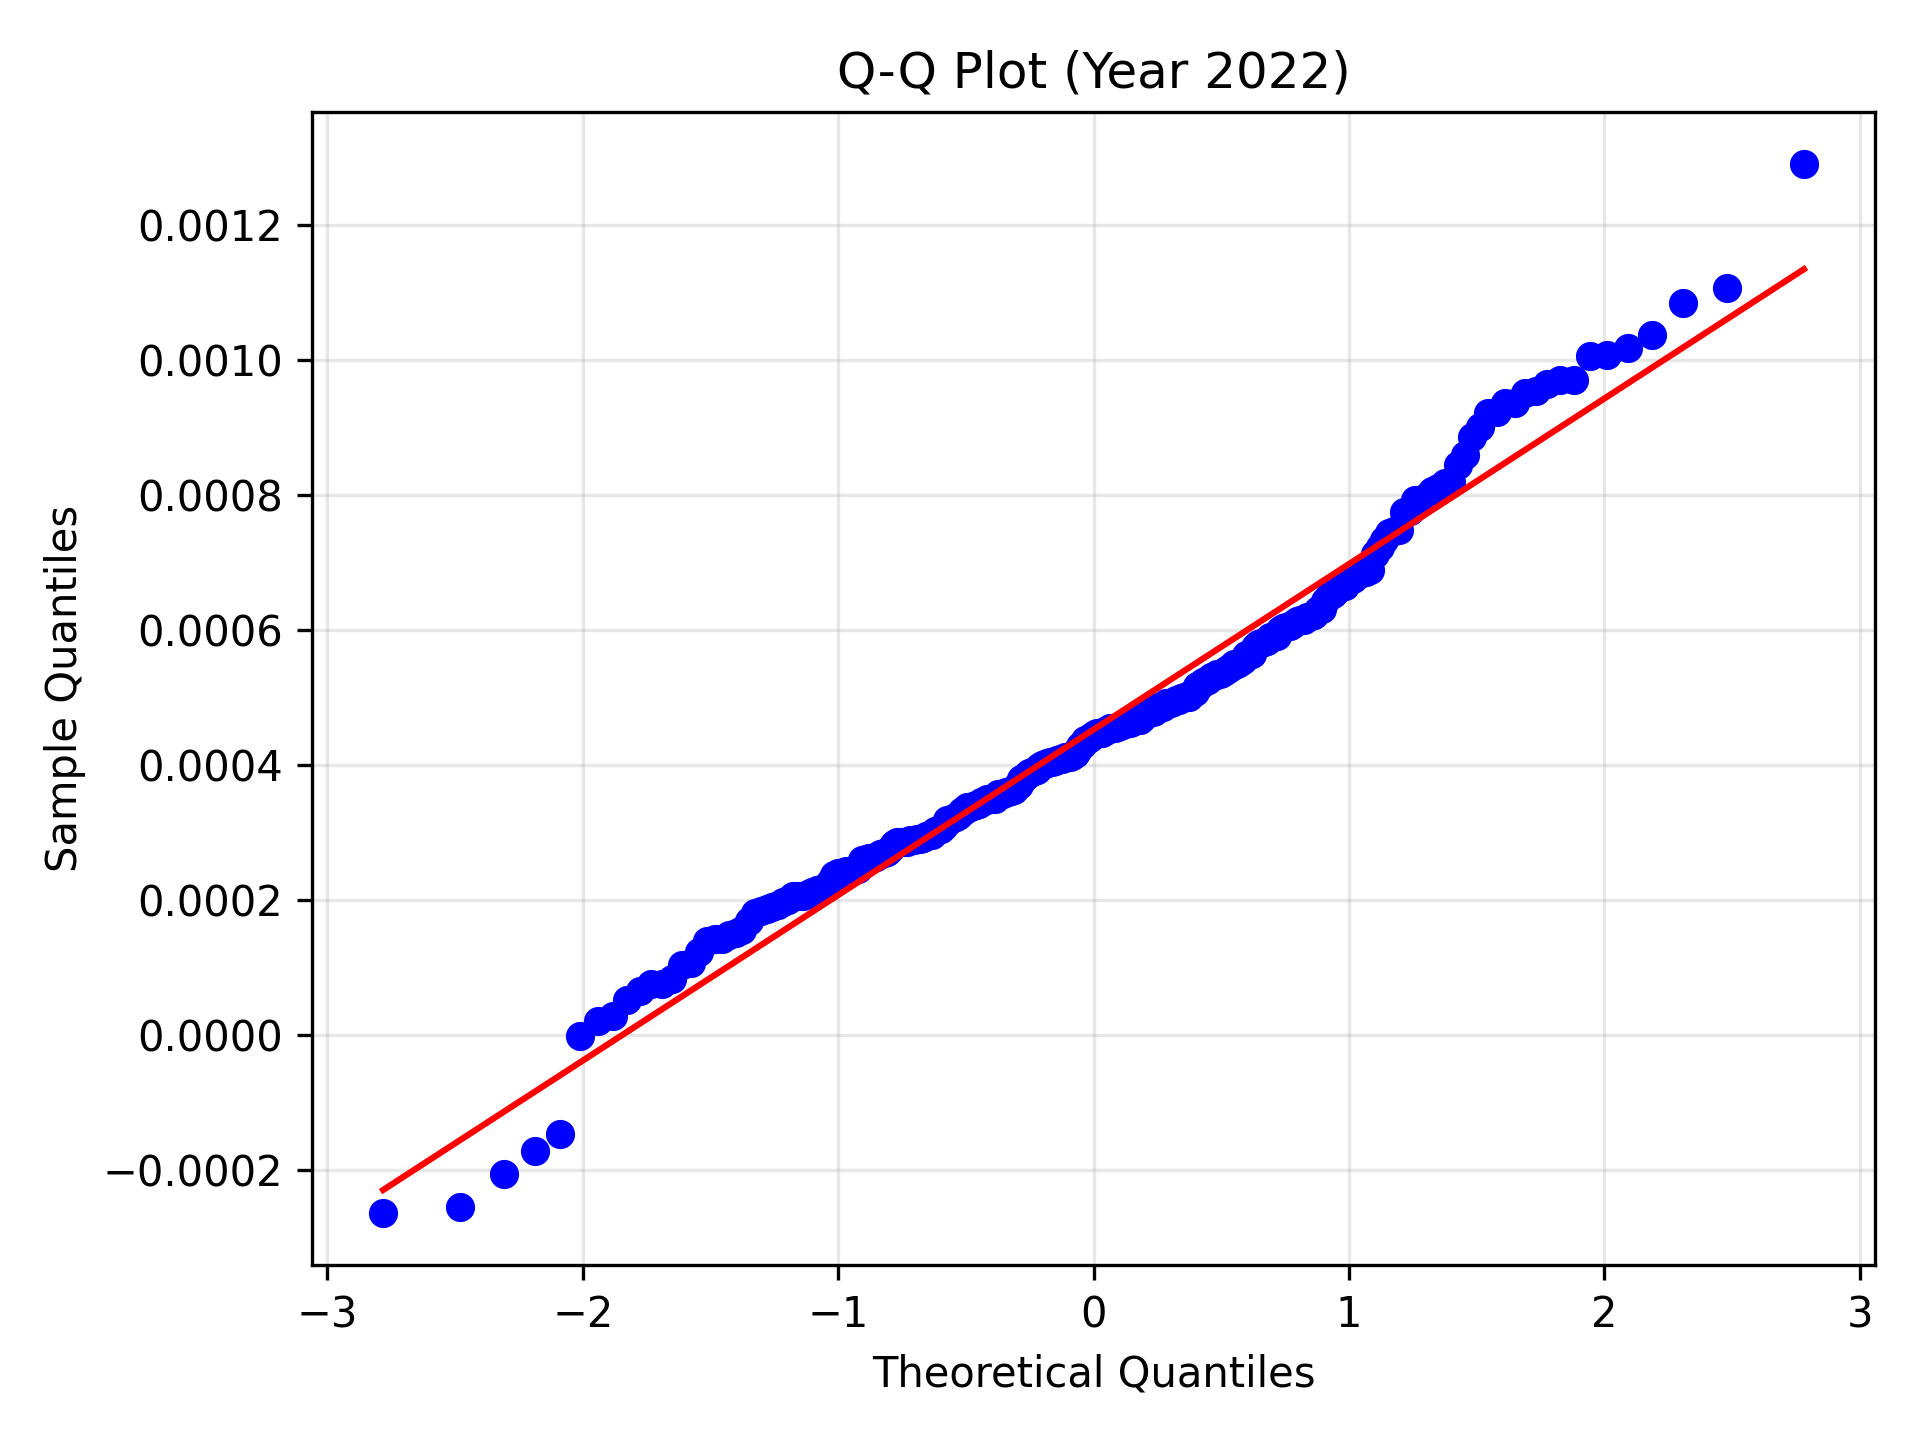 Q-Q Plot (Year 2022)
Sample Quantiles
0.0012
0.0010
0.0008
0.0006
0.0004
0.0002
0.0000
−0.0002
−3 −2 −1 0 1 2 3
Theoretical Quantiles